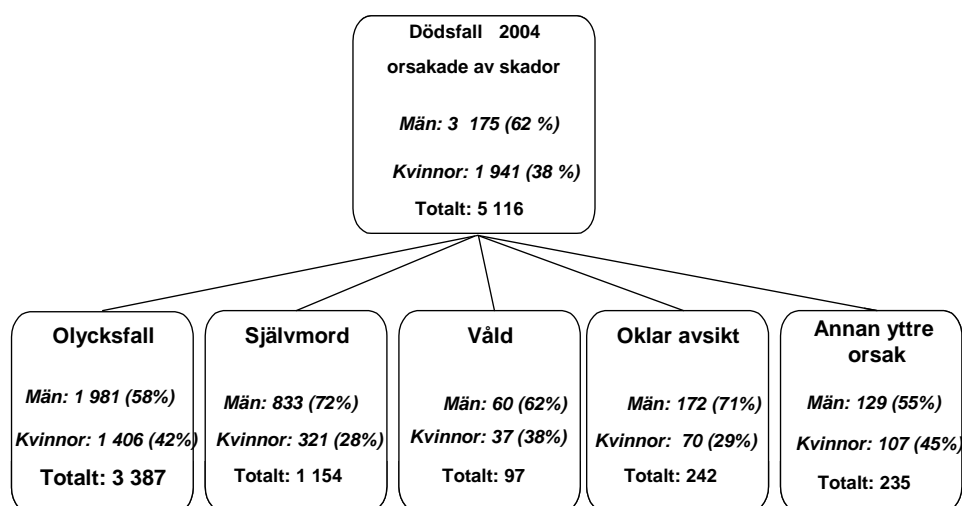 Dödsfall 2004
orsakade av skador
Män: 3 175 (62 %)
Kvinnor: 1 941 (38 %)
Totalt: 5 116
Olycksfall
Män: 1 981 (58%)
Kvinnor: 1 406 (42%)
Totalt: 3 387
Självmord
Män: 833 (72%)
Kvinnor: 321 (28%)
Totalt: 1 154
Våld
Män: 60 (62%)
Kvinnor: 37 (38%)
Totalt: 97
Oklar avsikt
Män: 172 (71%)
Kvinnor: 70 (29%)
Totalt: 242
Annan yttre
orsak
Män: 129 (55%)
Kvinnor: 107 (45%)
Totalt: 235